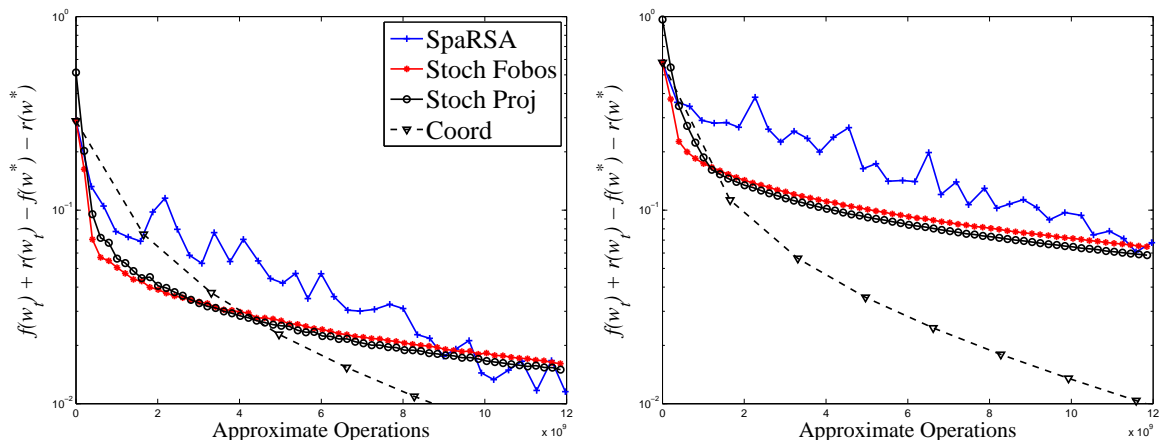 10^0
10^-1
10^-2
f(w_t) + r(w_t) − f(w^*) − r(w^*)
SpaRSA
Stoch Fobos
Stoch Proj
Coord
0 2 4 6 8 10 12
x 10^9
Approximate Operations
10^0
10^-1
10^-2
f(w_t) + r(w_t) − f(w^*) − r(w^*)
0 2 4 6 8 10 12
x 10^9
Approximate Operations